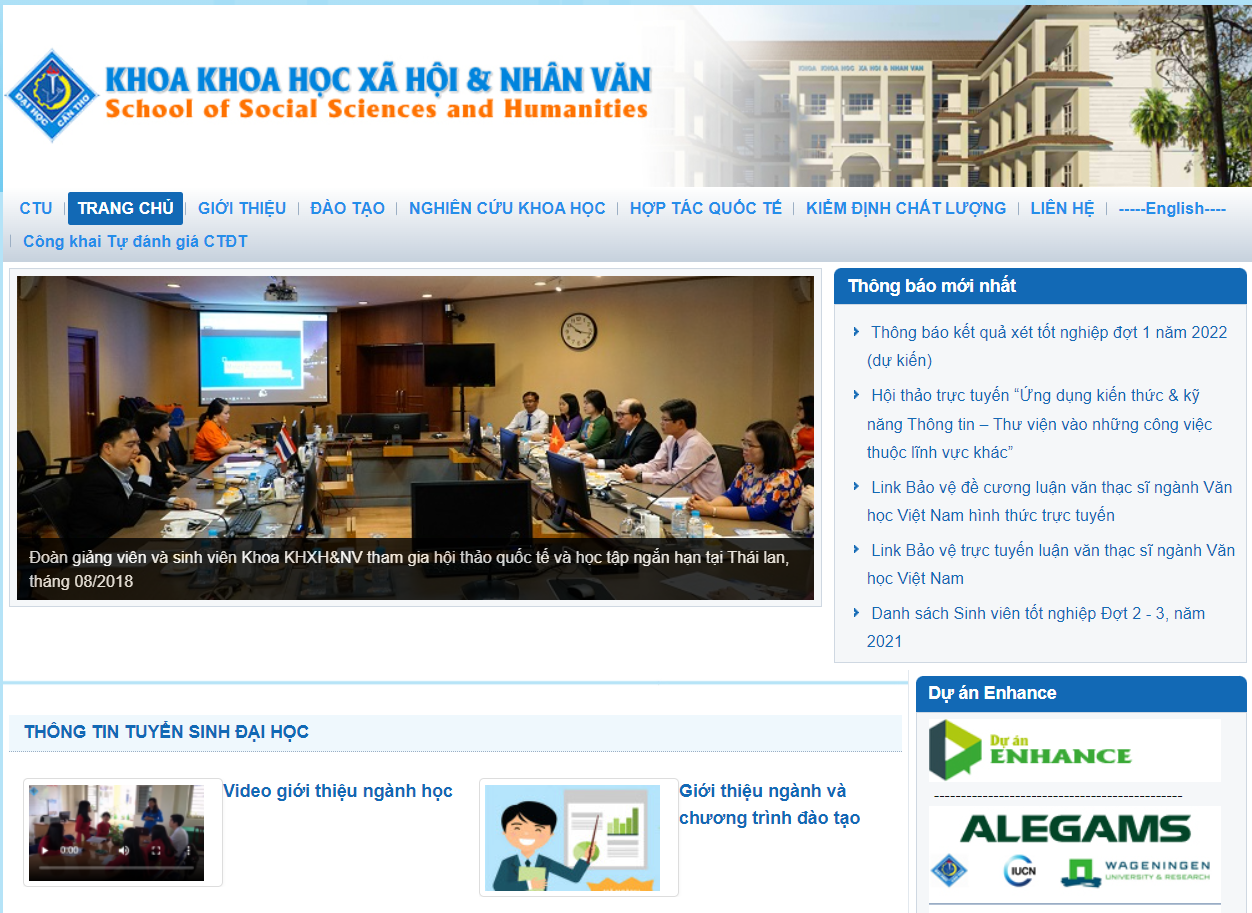 KHOA KHOA HỌC XÃ HỘI & NHÂN VĂN
School of Social Sciences and Humanities
ĐẠI HỌC CẦN THƠ
KHOA KHOA HỌC XÃ HỘI & NHÂN VĂN
CTU TRANG CHỦ GIỚI THIỆU ĐÀO TẠO NGHIÊN CỨU KHOA HỌC HỢP TÁC QUỐC TẾ KIỂM ĐỊNH CHẤT LƯỢNG LIÊN HỆ -----English----
Công khai Tự đánh giá CTĐT
Đoàn giảng viên và sinh viên Khoa KHXH&NV tham gia hội thảo quốc tế và học tập ngắn hạn tại Thái lan,
tháng 08/2018
Thông báo mới nhất
Thông báo kết quả xét tốt nghiệp đợt 1 năm 2022
(dự kiến)
Hội thảo trực tuyến “Ứng dụng kiến thức & kỹ
năng Thông tin – Thư viện vào những công việc
thuộc lĩnh vực khác”
Link Bảo vệ đề cương luận văn thạc sĩ ngành Văn
học Việt Nam hình thức trực tuyến
Link Bảo vệ trực tuyến luận văn thạc sĩ ngành Văn
học Việt Nam
Danh sách Sinh viên tốt nghiệp Đợt 2 - 3, năm
2021
THÔNG TIN TUYỂN SINH ĐẠI HỌC
0:00
Video giới thiệu ngành học
Giới thiệu ngành và
chương trình đào tạo
Dự án Enhance
Dự án
ENHANCE
-----------------------------------------------
ALEGAMS
IUCN
WAGENINGEN
UNIVERSITY & RESEARCH